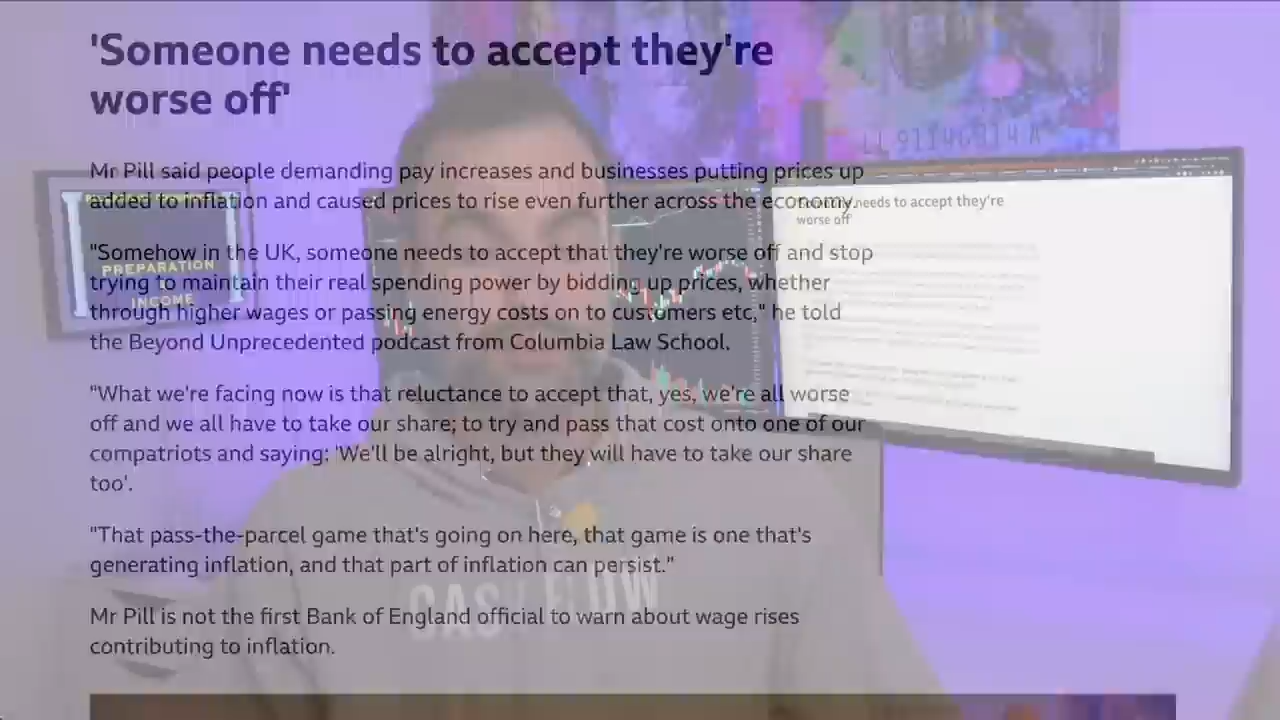 'Someone needs to accept they're
worse off'
Mr Pill said people demanding pay increases and businesses putting prices up
added to inflation and caused prices to rise even further across the economy.
"Somehow in the UK, someone needs to accept that they're worse off and stop
trying to maintain their real spending power by bidding up prices, whether
through higher wages or passing energy costs on to customers etc," he told
the Beyond Unprecedented podcast from Columbia Law School.
"What we're facing now is that reluctance to accept that, yes, we're all worse
off and we all have to take our share; to try and pass that cost onto one of our
compatriots and saying: 'We'll be alright, but they will have to take our share
too'.
"That pass-the-parcel game that's going on here, that game is one that's
generating inflation, and that part of inflation can persist."
Mr Pill is not the first Bank of England official to warn about wage rises
contributing to inflation.
PREPARATION
INCOME
needs to accept they're
worse off